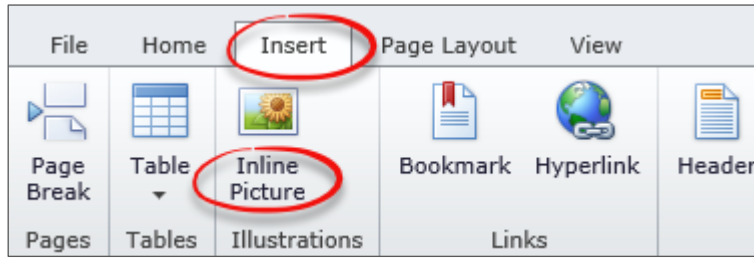 File Home Insert Page Layout View
Page Break
Table
Inline Picture
Bookmark
Hyperlink
Header
Pages Tables Illustrations Links